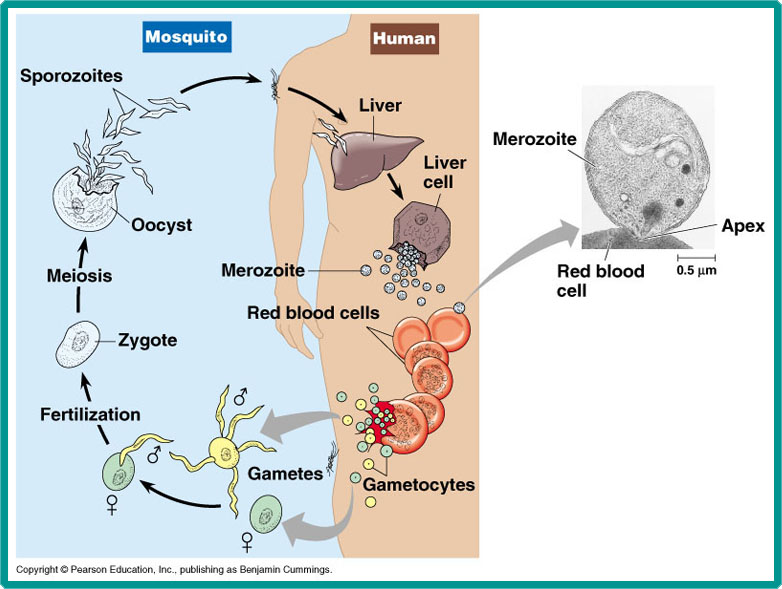 Mosquito
Human
Sporozoites
Liver
Liver
cell
Merozoite
Apex
Red blood
cell
0.5 μm
Oocyst
Meiosis
Merozoite
Red blood cells
Zygote
Fertilization
♂
♂
Gametes
Gametocytes
♀
♀
Copyright © Pearson Education, Inc., publishing as Benjamin Cummings.